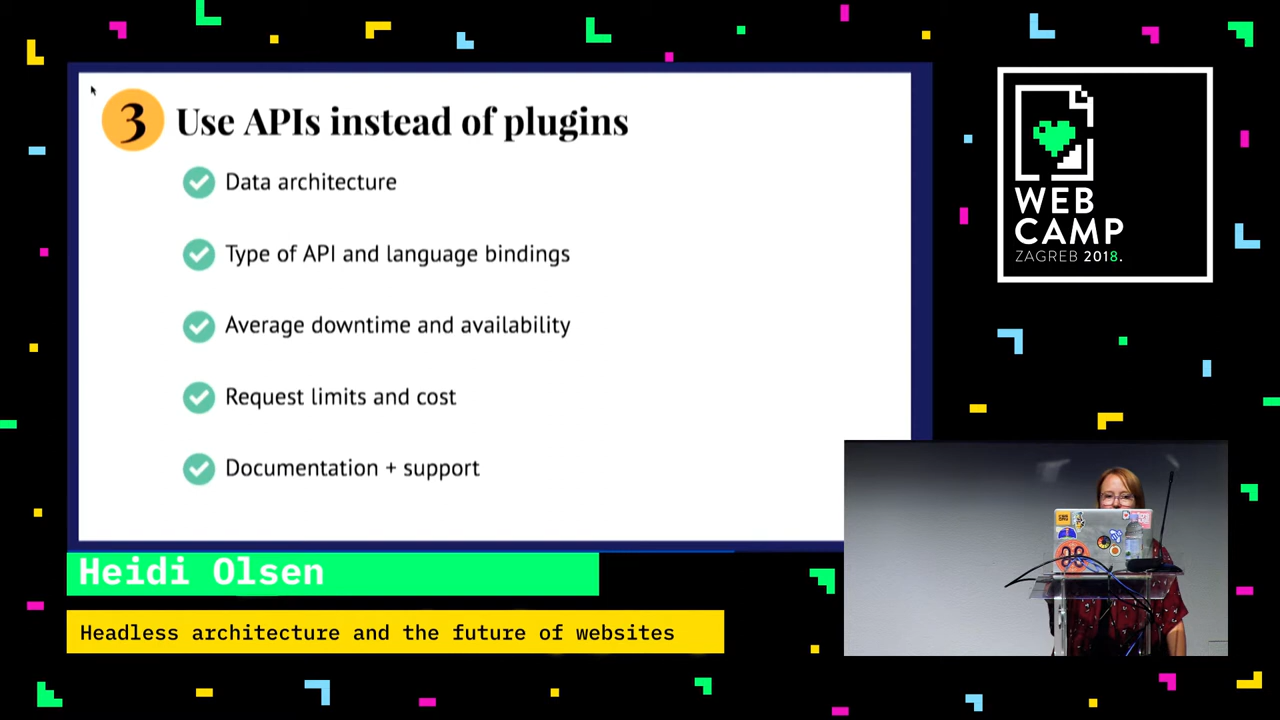 3 Use APIs instead of plugins
Data architecture
Type of API and language bindings
Average downtime and availability
Request limits and cost
Documentation + support
WEB
CAMP
ZAGREB 2018.
Heidi Olsen
Headless architecture and the future of websites